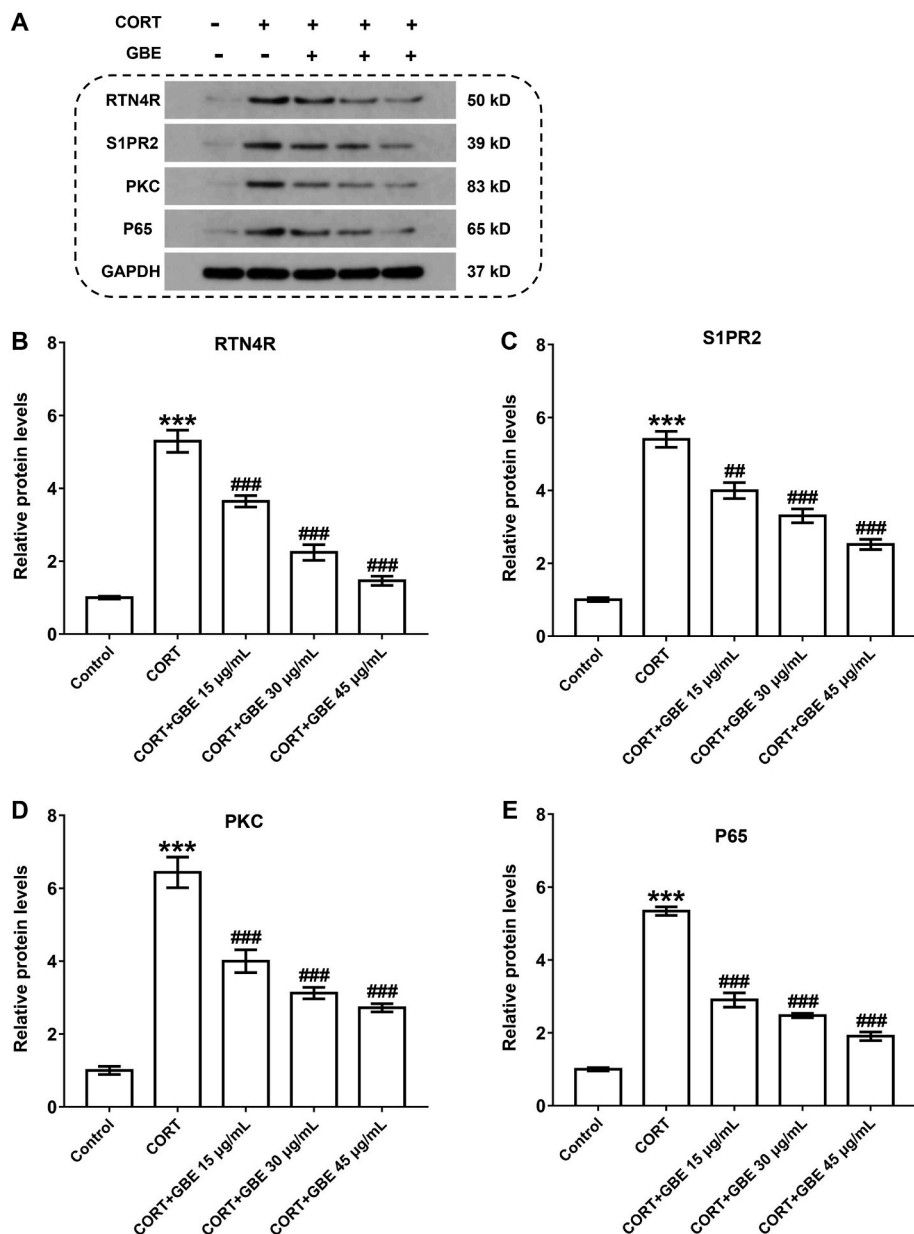 A
CORT - + + + +
GBE - - + + +
RTN4R 50 kD
S1PR2 39 kD
PKC 83 kD
P65 65 kD
GAPDH 37 kD
B
RTN4R
Relative protein levels
8
6
4
2
0
***
###
###
###
Control
CORT
CORT+GBE 15 µg/mL
CORT+GBE 30 µg/mL
CORT+GBE 45 µg/mL
C
S1PR2
Relative protein levels
8
6
4
2
0
***
##
###
###
Control
CORT
CORT+GBE 15 µg/mL
CORT+GBE 30 µg/mL
CORT+GBE 45 µg/mL
D
PKC
Relative protein levels
8
6
4
2
0
***
###
###
###
Control
CORT
CORT+GBE 15 µg/mL
CORT+GBE 30 µg/mL
CORT+GBE 45 µg/mL
E
P65
Relative protein levels
8
6
4
2
0
***
###
###
###
Control
CORT
CORT+GBE 15 µg/mL
CORT+GBE 30 µg/mL
CORT+GBE 45 µg/mL